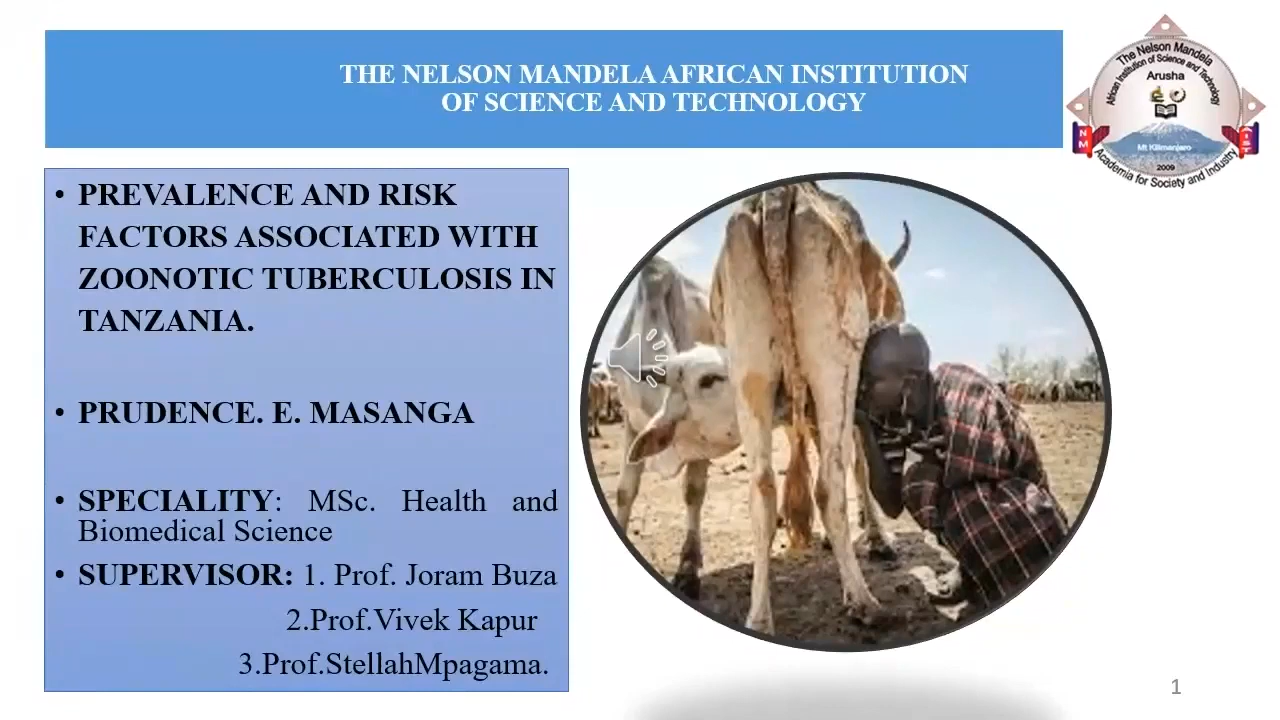 THE NELSON MANDELA AFRICAN INSTITUTION
OF SCIENCE AND TECHNOLOGY
The Nelson Mandela
African Institution of Science and Technology
Arusha
NM
AIST
Mt Kilimanjaro
2009
Academia for Society and Industry
• PREVALENCE AND RISK
FACTORS ASSOCIATED WITH
ZOONOTIC TUBERCULOSIS IN
TANZANIA.
• PRUDENCE. E. MASANGA
• SPECIALITY: MSc. Health and
Biomedical Science
• SUPERVISOR: 1. Prof. Joram Buza
2.Prof.Vivek Kapur
3.Prof.StellahMpagama.
1